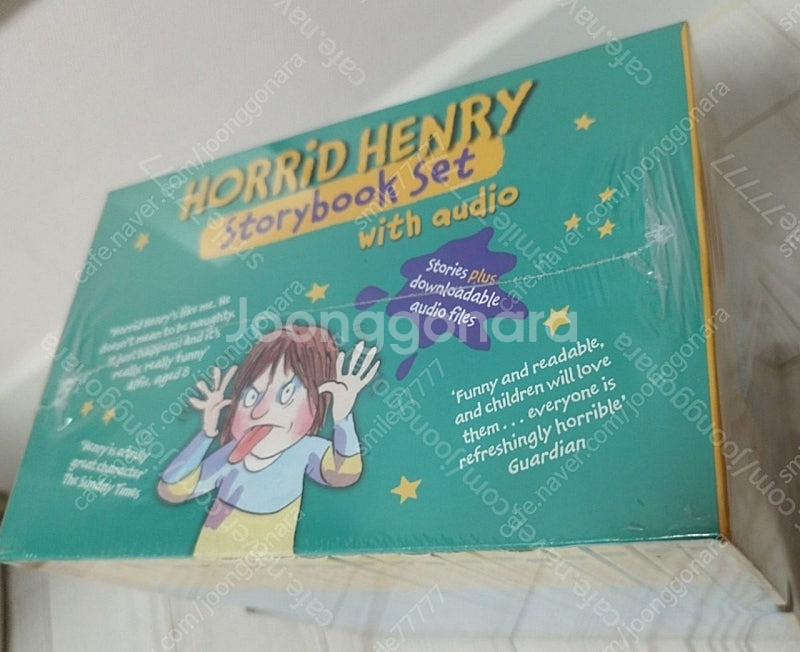 HORRID HENRY
Storybook Set
with audio
Stories plus
downloadable
audio files
'Horrid Henry's like me. He
doesn't mean to be naughty.
it just happens! And it's
really, really funny'
Alfie, aged 8
Joonggonara
'Funny and readable,
and children will love
them... everyone is
refreshingly horrible'
Guardian
'Henry is a truly
great character'
The Sunday Times
cafe.naver.com/joonggonara
smile77777